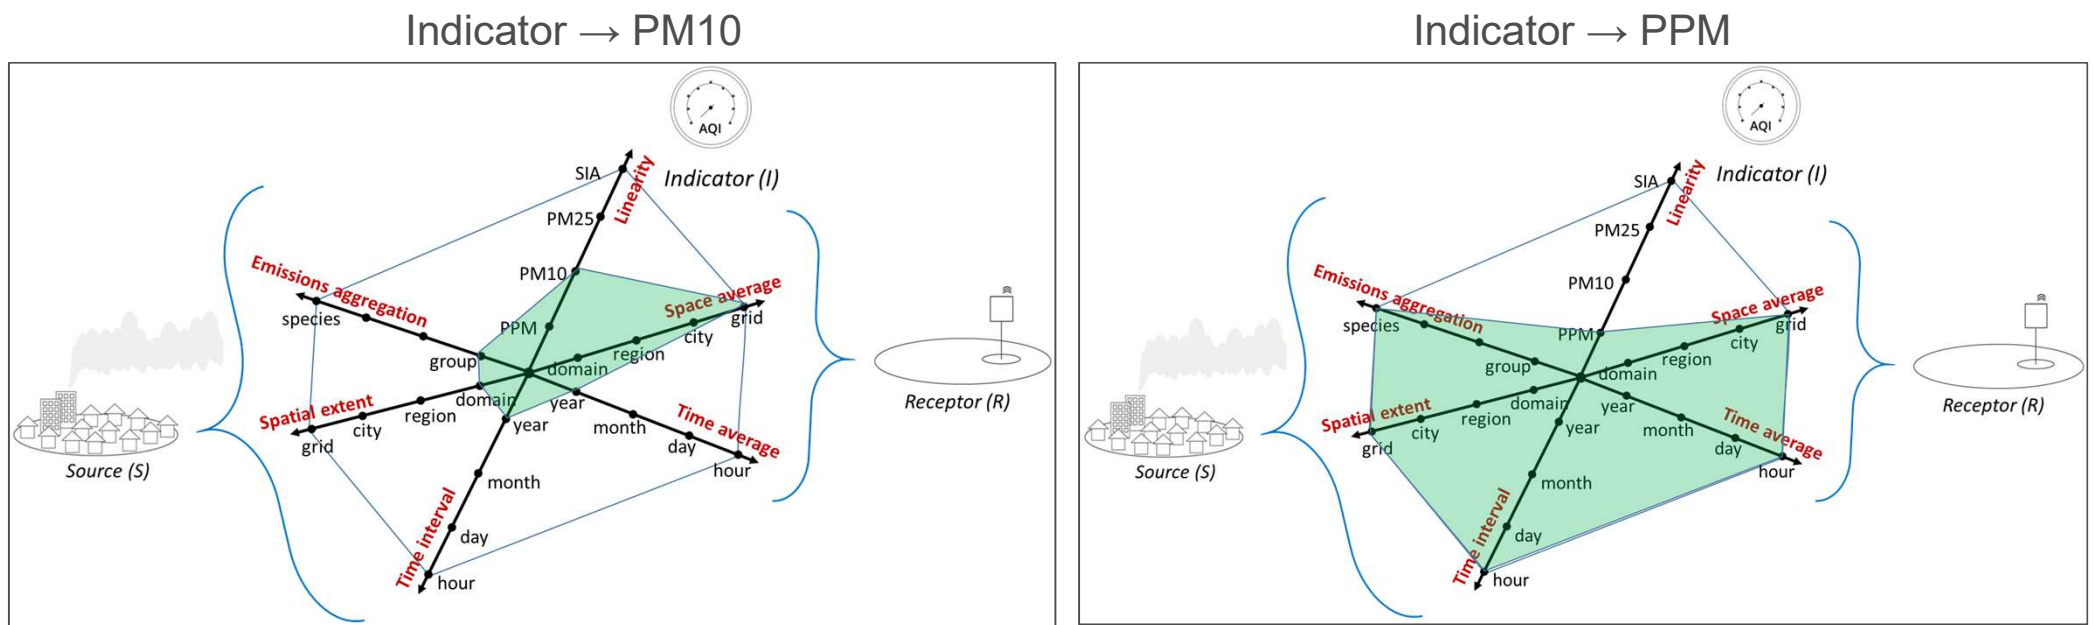 Indicator → PM10
AQI
Indicator (I)
SIA
Linearity
PM25
PM10
PPM
Emissions aggregation
species
group
Space average
grid
city
region
domain
Spatial extent
grid
city
region
domain
year
month
day
hour
Time average
year
month
day
hour
Time interval
Source (S)
Receptor (R)
Indicator → PPM
AQI
Indicator (I)
SIA
Linearity
PM25
PM10
PPM
Emissions aggregation
species
group
Space average
grid
city
region
domain
Spatial extent
grid
city
region
domain
year
month
day
hour
Time average
year
month
day
hour
Time interval
Source (S)
Receptor (R)